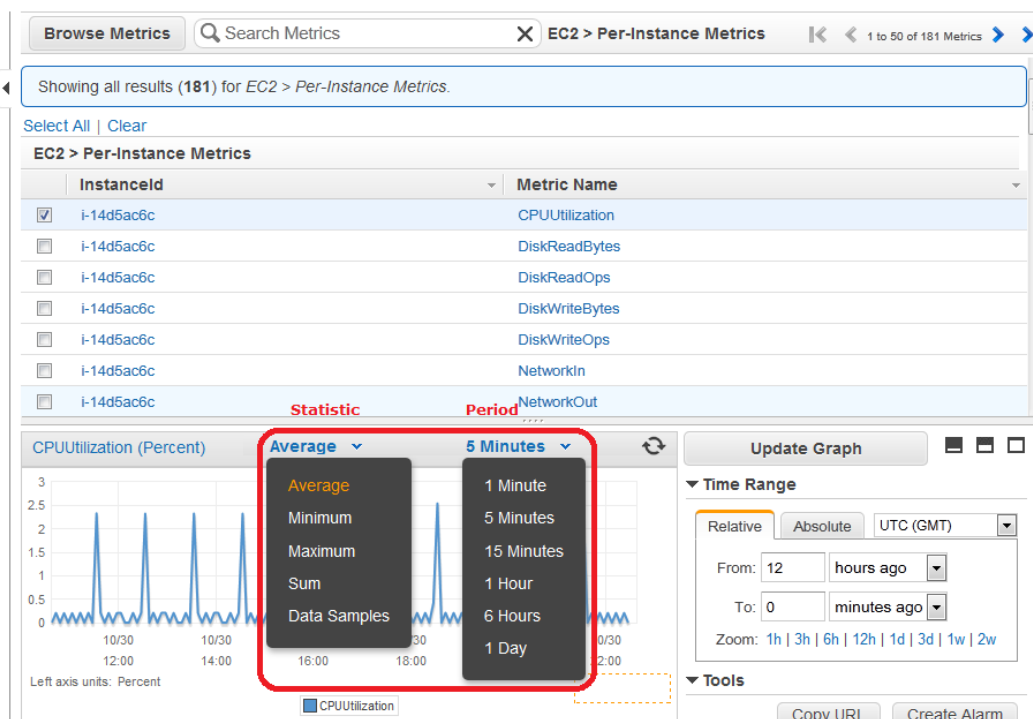 Browse Metrics Search Metrics EC2 > Per-Instance Metrics 1 to 50 of 181 Metrics
Showing all results (181) for EC2 > Per-Instance Metrics.
Select All | Clear
EC2 > Per-Instance Metrics
InstanceId Metric Name
i-14d5ac6c CPUUtilization
i-14d5ac6c DiskReadBytes
i-14d5ac6c DiskReadOps
i-14d5ac6c DiskWriteBytes
i-14d5ac6c DiskWriteOps
i-14d5ac6c NetworkIn
i-14d5ac6c NetworkOut
Statistic Period
CPUUtilization (Percent) Average 5 Minutes
Average
Minimum
Maximum
Sum
Data Samples
1 Minute
5 Minutes
15 Minutes
1 Hour
6 Hours
1 Day
3
2.5
2
1.5
1
0.5
0
10/30 10/30
12:00 14:00 16:00 18:00
Left axis units: Percent
CPUUtilization
Update Graph
Time Range
Relative Absolute UTC (GMT)
From: 12 hours ago
To: 0 minutes ago
Zoom: 1h | 3h | 6h | 12h | 1d | 3d | 1w | 2w
Tools
Copy URL Create Alarm